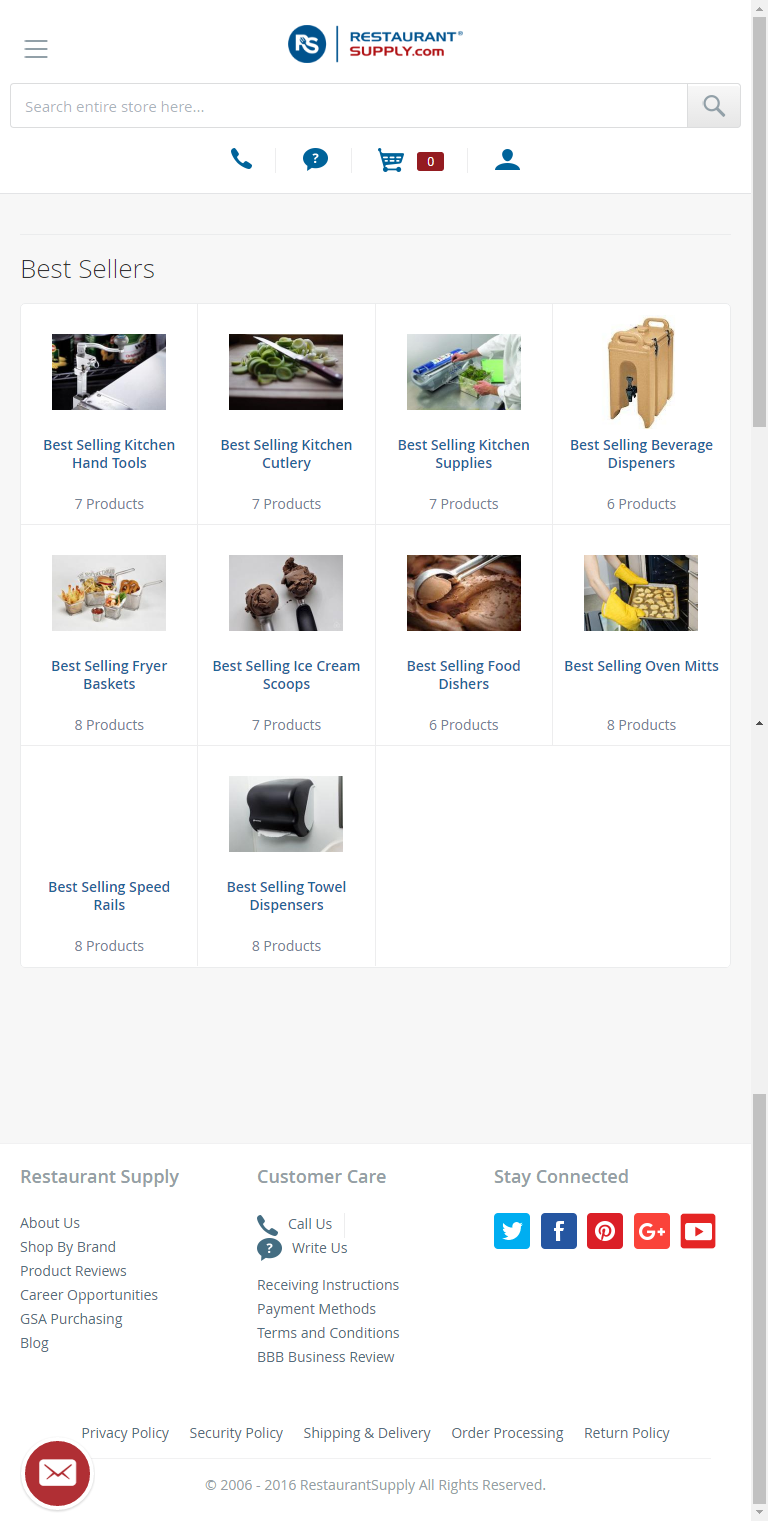 RS RESTAURANT®
SUPPLY.com
Search entire store here...
? 0
Best Sellers
Best Selling Kitchen
Hand Tools
7 Products
Best Selling Kitchen
Cutlery
7 Products
Best Selling Kitchen
Supplies
7 Products
Best Selling Beverage
Dispeners
6 Products
Best Selling Fryer
Baskets
8 Products
Best Selling Ice Cream
Scoops
7 Products
Best Selling Food
Dishers
6 Products
Best Selling Oven Mitts
8 Products
Best Selling Speed
Rails
8 Products
Best Selling Towel
Dispensers
8 Products
Restaurant Supply
About Us
Shop By Brand
Product Reviews
Career Opportunities
GSA Purchasing
Blog
Customer Care
Call Us
? Write Us
Receiving Instructions
Payment Methods
Terms and Conditions
BBB Business Review
Stay Connected
f G+
Privacy Policy Security Policy Shipping & Delivery Order Processing Return Policy
© 2006 - 2016 RestaurantSupply All Rights Reserved.